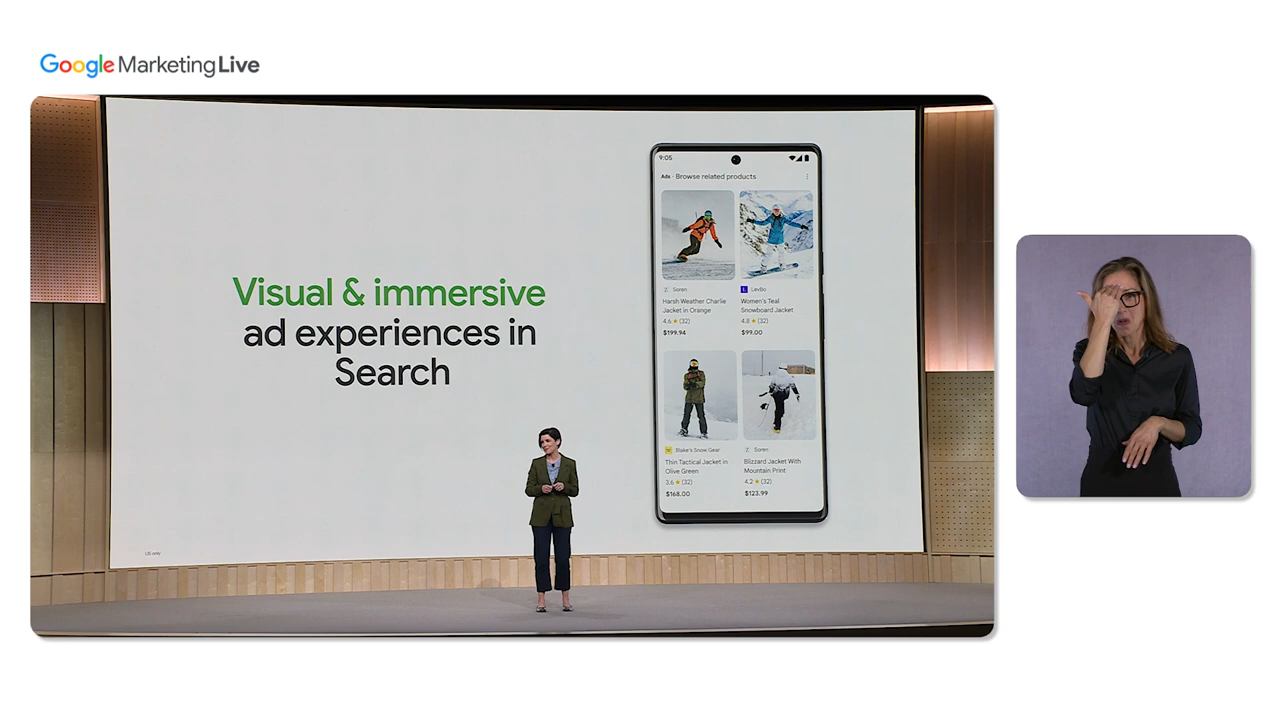 Google Marketing Live
Visual & immersive
ad experiences in
Search
US only
9:05
Ads · Browse related products
Soren
Harsh Weather Charlie
Jacket in Orange
4.6 ★ (32)
$199.94
L LevBo
Women's Teal
Snowboard Jacket
4.8 ★ (32)
$99.00
Blake's Snow Gear
Thin Tactical Jacket in
Olive Green
3.6 ★ (32)
$168.00
Soren
Blizzard Jacket With
Mountain Print
4.2 ★ (32)
$123.99